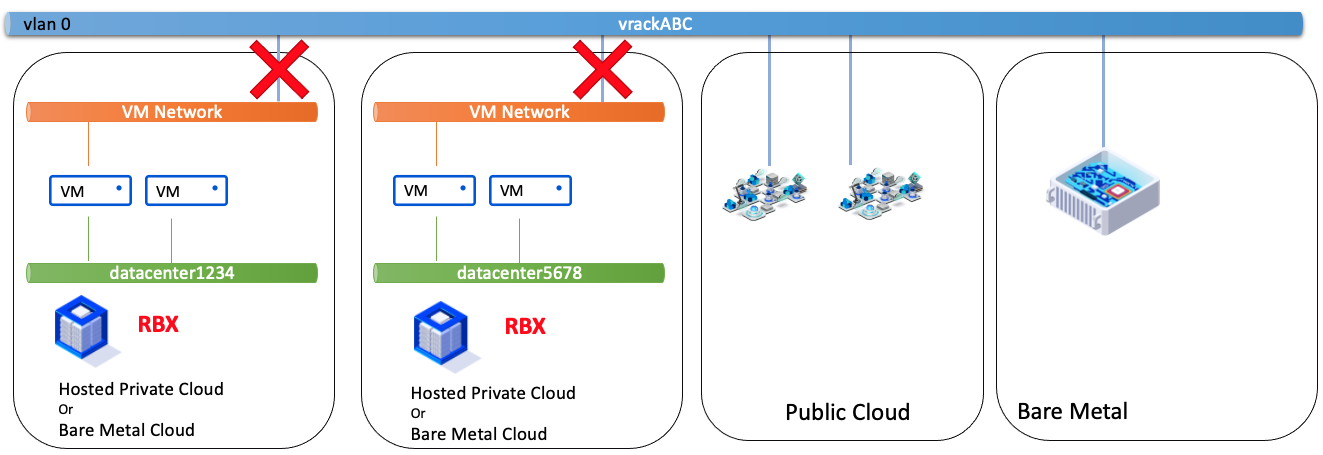 vlan 0
vrackABC
VM Network
VM Network
VM
VM
VM
VM
datacenter1234
datacenter5678
RBX
RBX
Hosted Private Cloud
Or
Bare Metal Cloud
Hosted Private Cloud
Or
Bare Metal Cloud
Public Cloud
Bare Metal